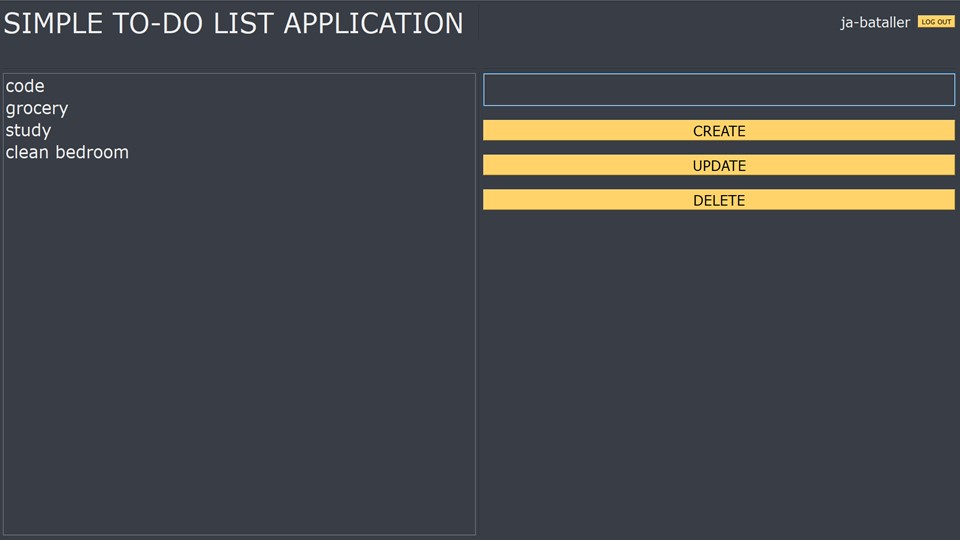 SIMPLE TO-DO LIST APPLICATION
ja-bataller LOG OUT
code
grocery
study
clean bedroom
CREATE
UPDATE
DELETE